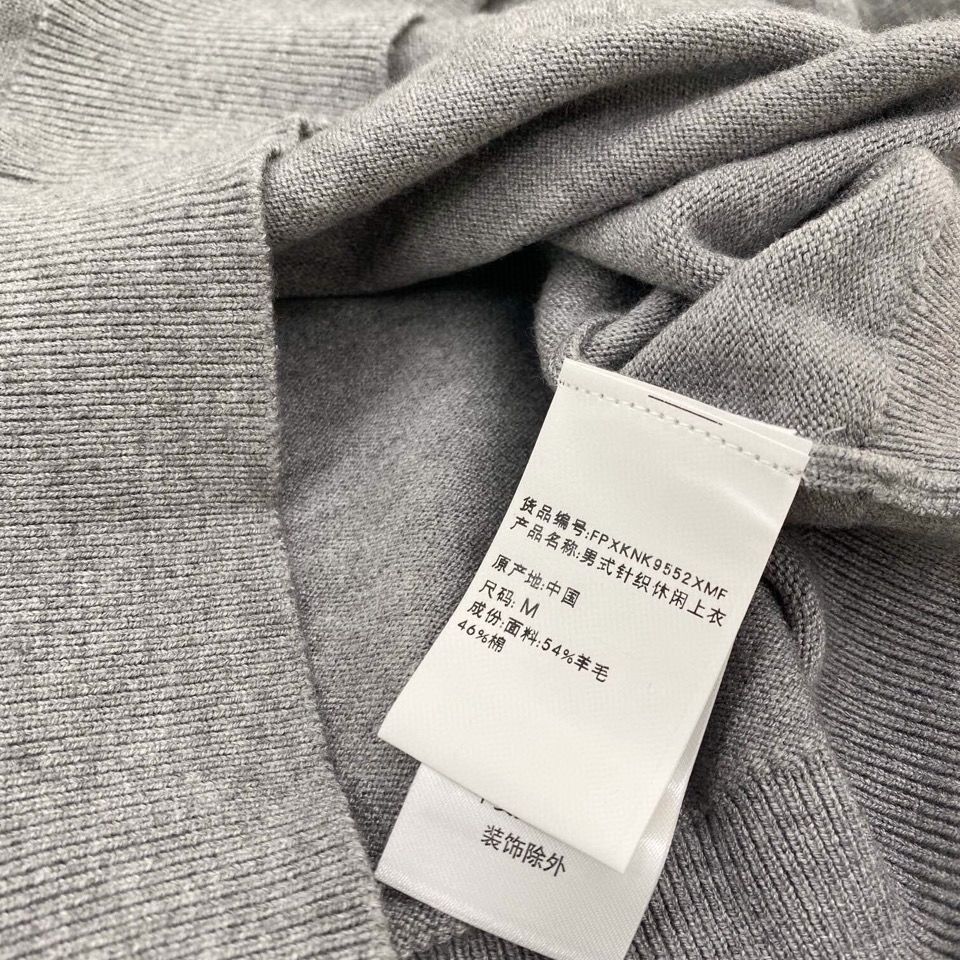 货品编号:FPXKNK9552XMF
产品名称:男式针织休闲上衣
原产地:中国
尺码: M
成份:面料:54%羊毛
46%棉
装饰除外